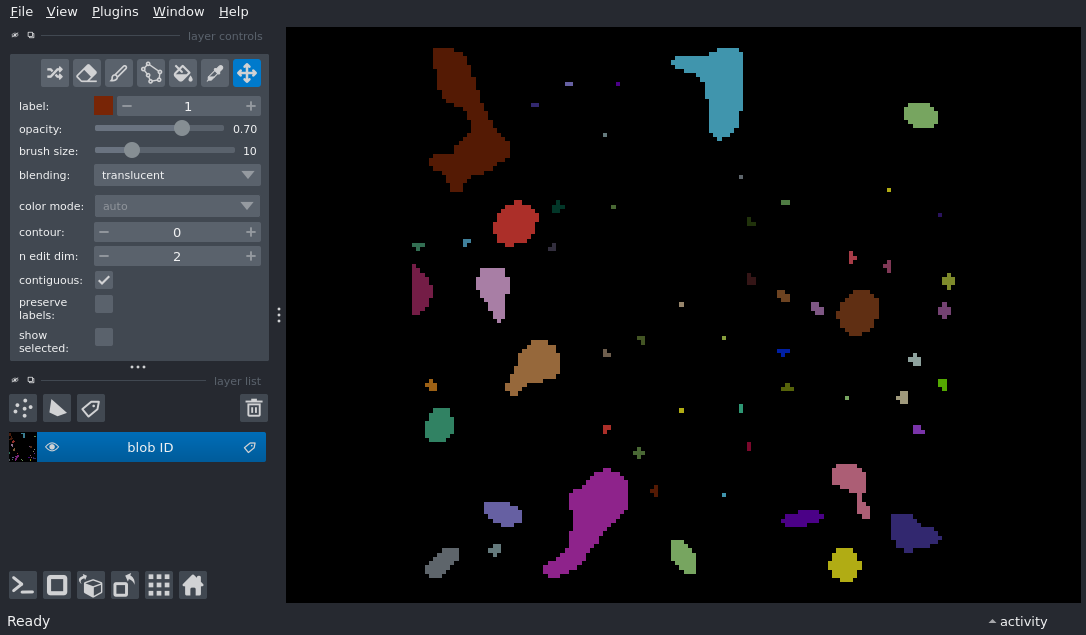 File View Plugins Window Help
layer controls
label: 1
opacity: 0.70
brush size: 10
blending: translucent
color mode: auto
contour: 0
n edit dim: 2
contiguous:
preserve
labels:
show
selected:
layer list
blob ID
Ready activity